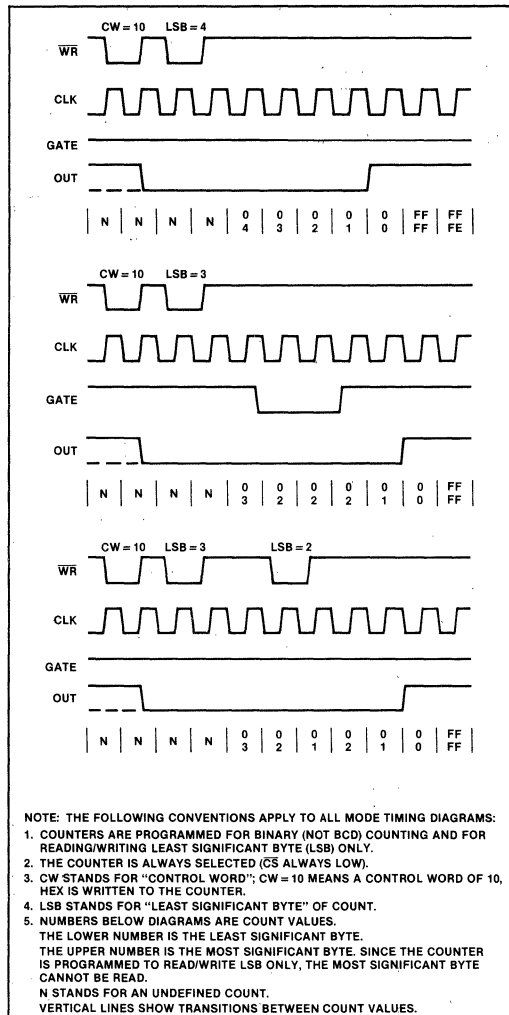 CW = 10 LSB = 4
WR
CLK
GATE
OUT
N N N N 0 0 0 0 0 FF FF
4 3 2 1 0 FF FE
CW = 10 LSB = 3
WR
CLK
GATE
OUT
N N N N 0 0 0 0 0 0 FF
3 2 2 2 1 0 FF
CW = 10 LSB = 3 LSB = 2
WR
CLK
GATE
OUT
N N N N 0 0 0 0 0 0 FF
3 2 1 2 1 0 FF
NOTE: THE FOLLOWING CONVENTIONS APPLY TO ALL MODE TIMING DIAGRAMS:
1. COUNTERS ARE PROGRAMMED FOR BINARY (NOT BCD) COUNTING AND FOR
READING/WRITING LEAST SIGNIFICANT BYTE (LSB) ONLY.
2. THE COUNTER IS ALWAYS SELECTED (CS ALWAYS LOW).
3. CW STANDS FOR "CONTROL WORD"; CW = 10 MEANS A CONTROL WORD OF 10,
HEX IS WRITTEN TO THE COUNTER.
4. LSB STANDS FOR "LEAST SIGNIFICANT BYTE" OF COUNT.
5. NUMBERS BELOW DIAGRAMS ARE COUNT VALUES.
THE LOWER NUMBER IS THE LEAST SIGNIFICANT BYTE.
THE UPPER NUMBER IS THE MOST SIGNIFICANT BYTE. SINCE THE COUNTER
IS PROGRAMMED TO READ/WRITE LSB ONLY, THE MOST SIGNIFICANT BYTE
CANNOT BE READ.
N STANDS FOR AN UNDEFINED COUNT.
VERTICAL LINES SHOW TRANSITIONS BETWEEN COUNT VALUES.